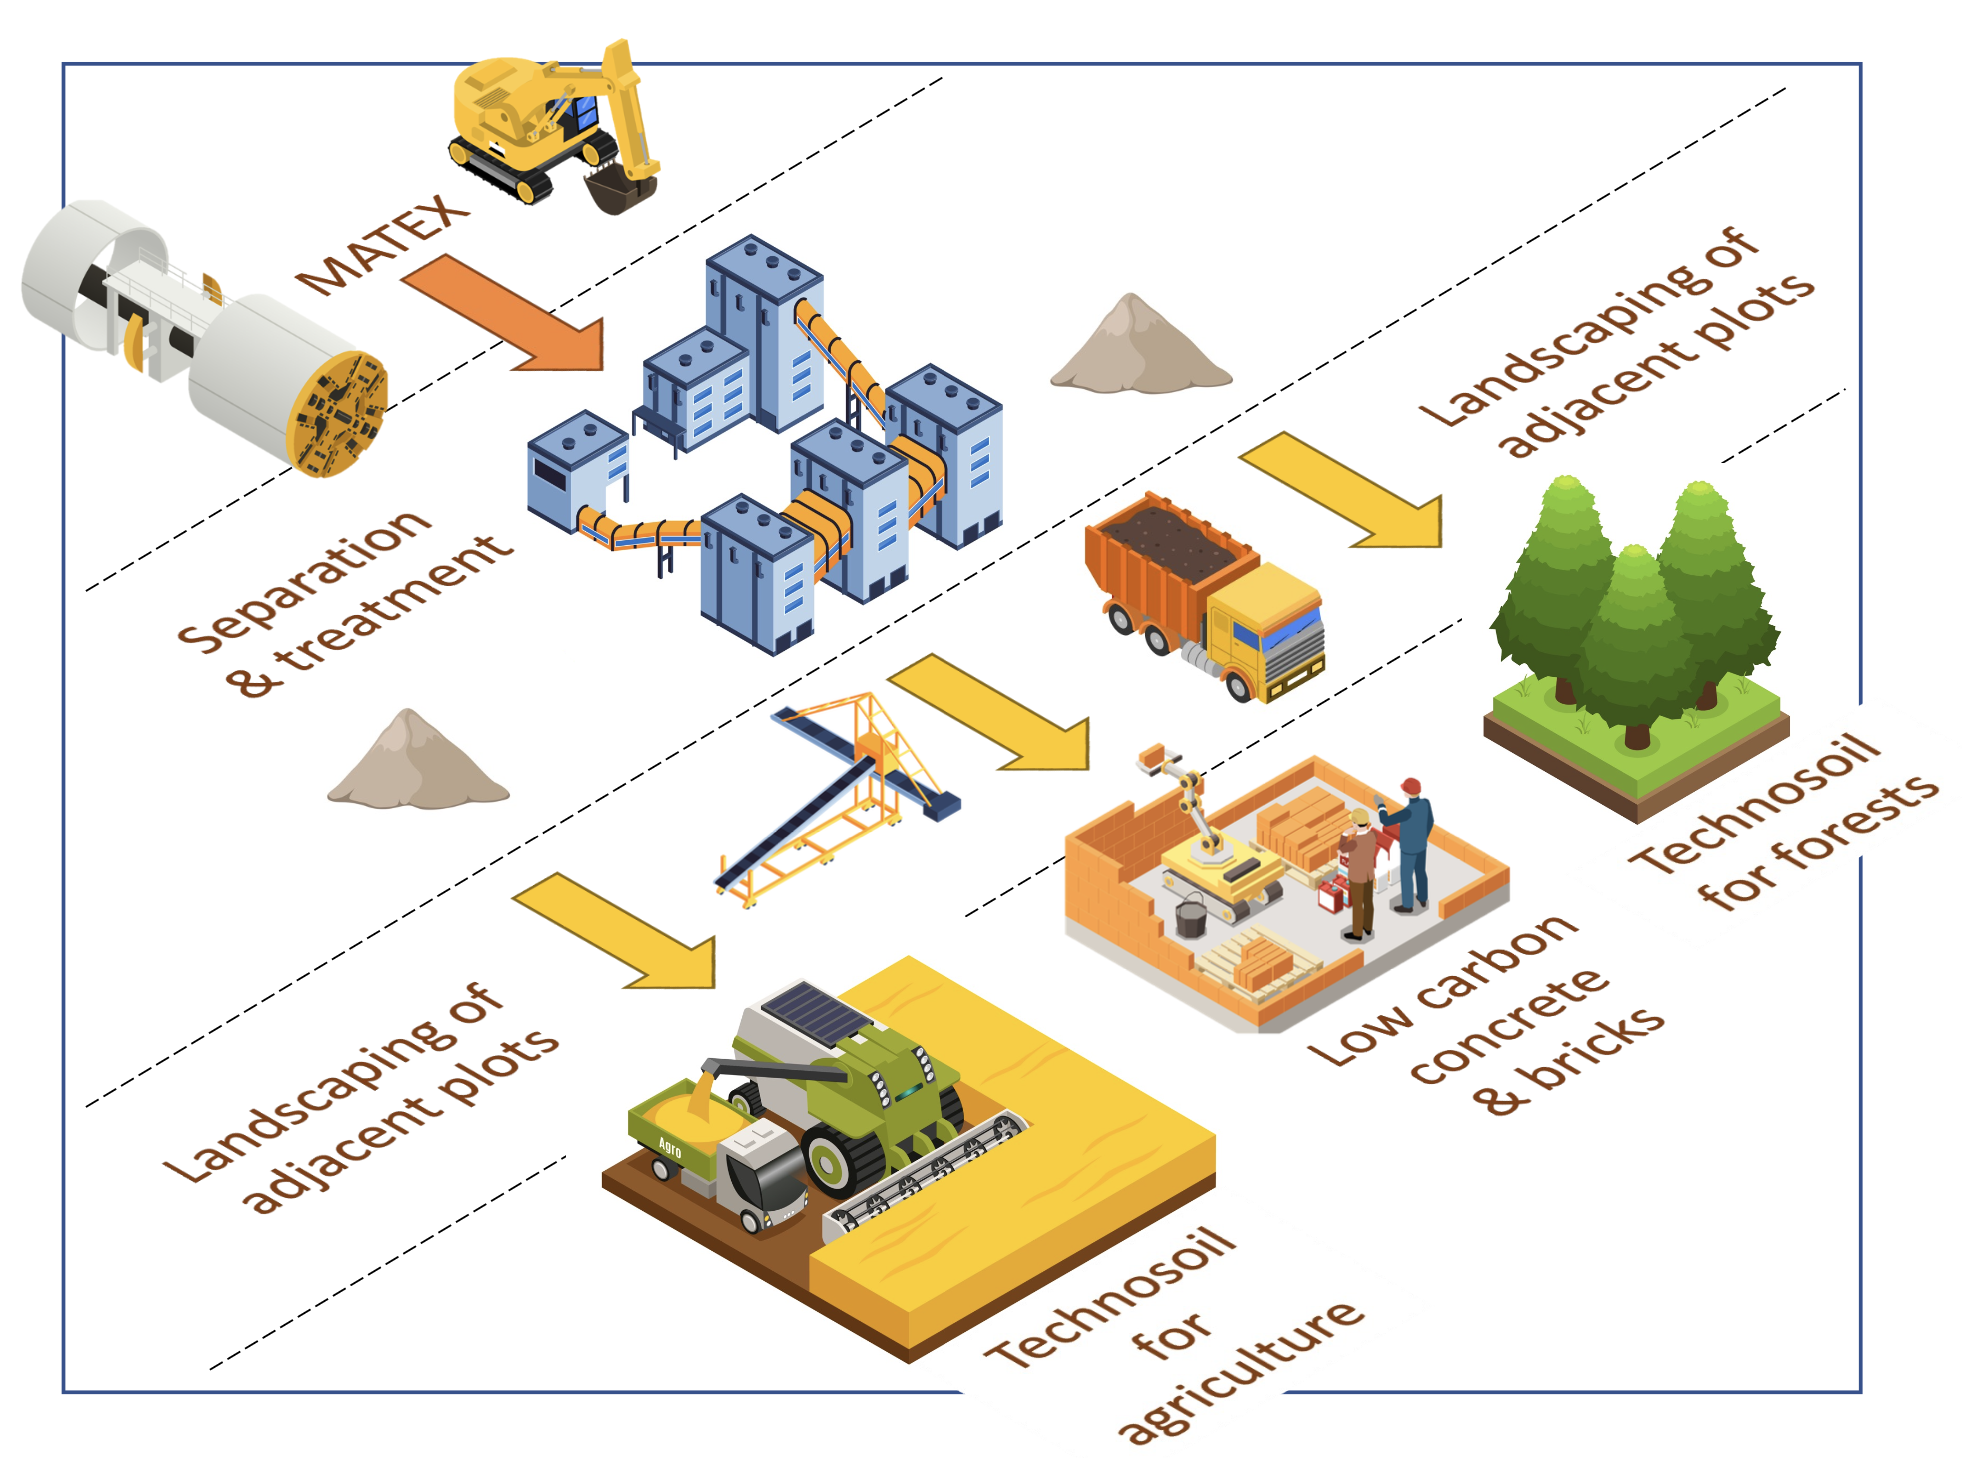 MATEX
Separation
& treatment
Landscaping of
adjacent plots
Technosoil
for forests
Low carbon
concrete
& bricks
Landscaping of
adjacent plots
Agro
Technosoil
for
agriculture